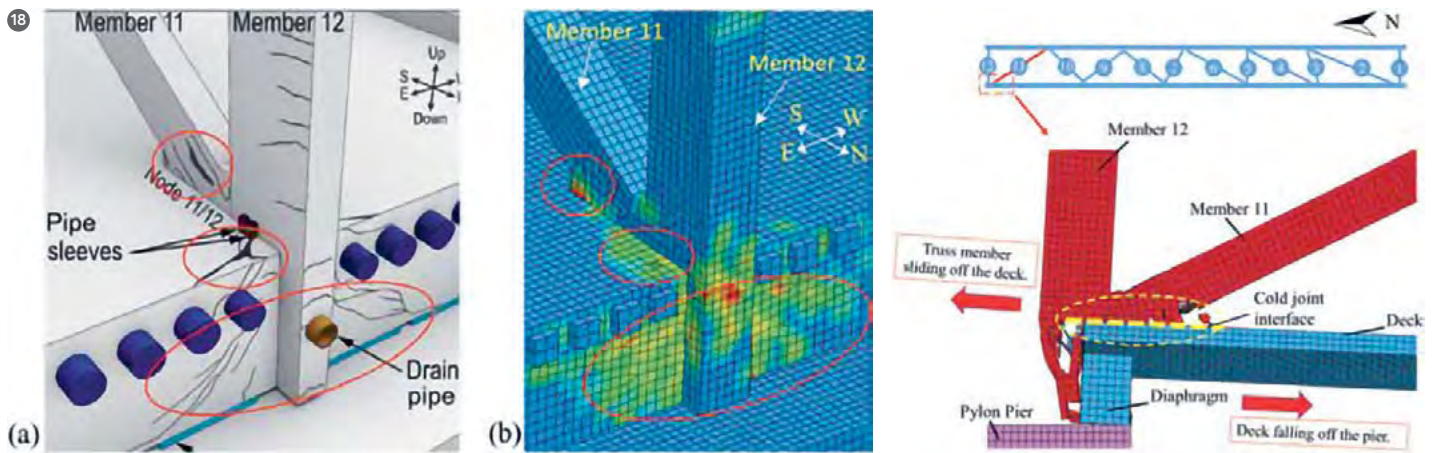 18
Member 11
Member 12
Up
S
E
Down
Node 11/12
Pipe
sleeves
Drain
pipe
(a)
Member 11
Member 12
S
W
E
N
(b)
N
Member 12
Member 11
Truss member
sliding off the deck.
Cold joint
interface
Deck
Diaphragm
Pylon Pier
Deck falling off the pier.